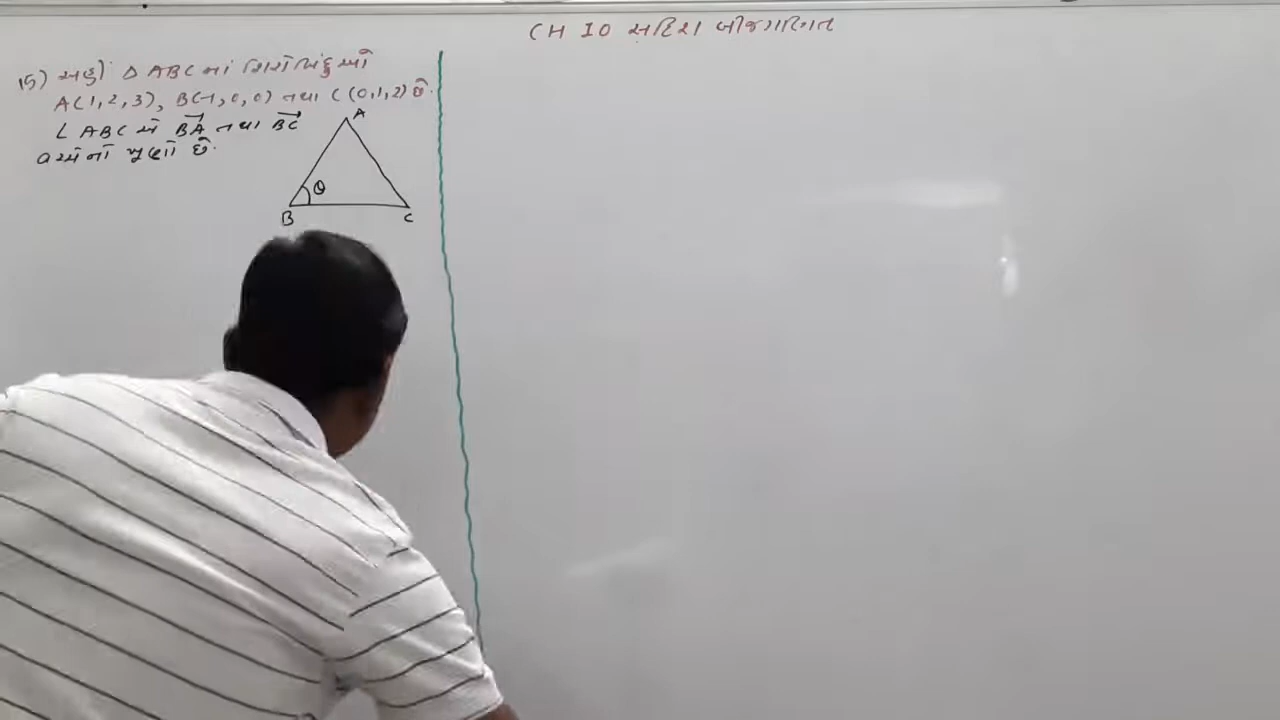 CH 10 સદિશ બીજગણિત
15) અહીં Δ ABC નાં શિરોબિંદુઓ
A(1,2,3), B(-1,0,0) તથા C(0,1,2) છે.
∠ ABC એ BA તથા BC
વચ્ચેનો ખૂણો છે.
A
θ
B
C